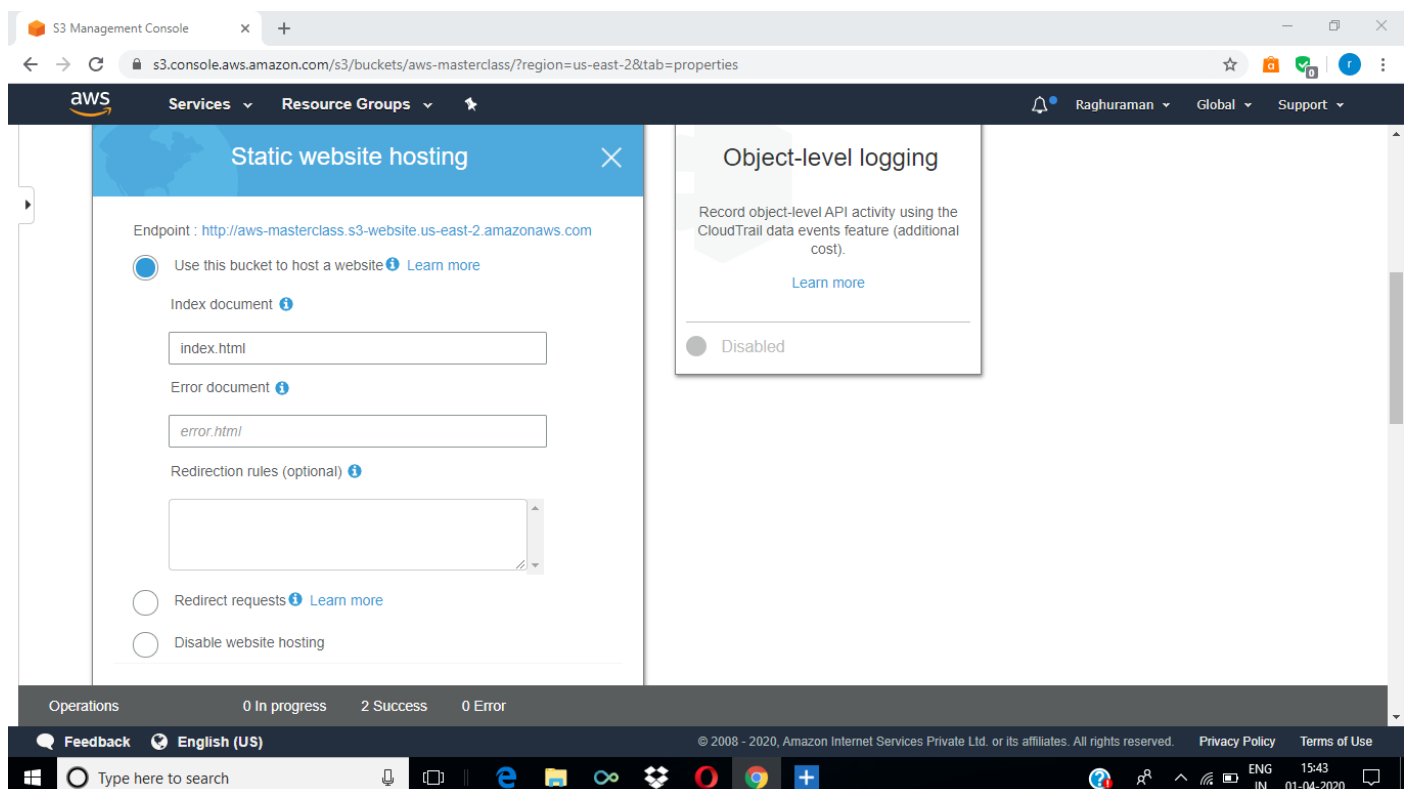 S3 Management Console
s3.console.aws.amazon.com/s3/buckets/aws-masterclass/?region=us-east-2&tab=properties
a
0
r
aws Services Resource Groups Raghuraman Global Support
Static website hosting
Endpoint : http://aws-masterclass.s3-website.us-east-2.amazonaws.com
Use this bucket to host a website Learn more
Index document
index.html
Error document
error.html
Redirection rules (optional)
Redirect requests Learn more
Disable website hosting
Object-level logging
Record object-level API activity using the
CloudTrail data events feature (additional
cost).
Learn more
Disabled
Operations 0 In progress 2 Success 0 Error
Feedback English (US) © 2008 - 2020, Amazon Internet Services Private Ltd. or its affiliates. All rights reserved. Privacy Policy Terms of Use
Type here to search
ENG 15:43
IN 01-04-2020